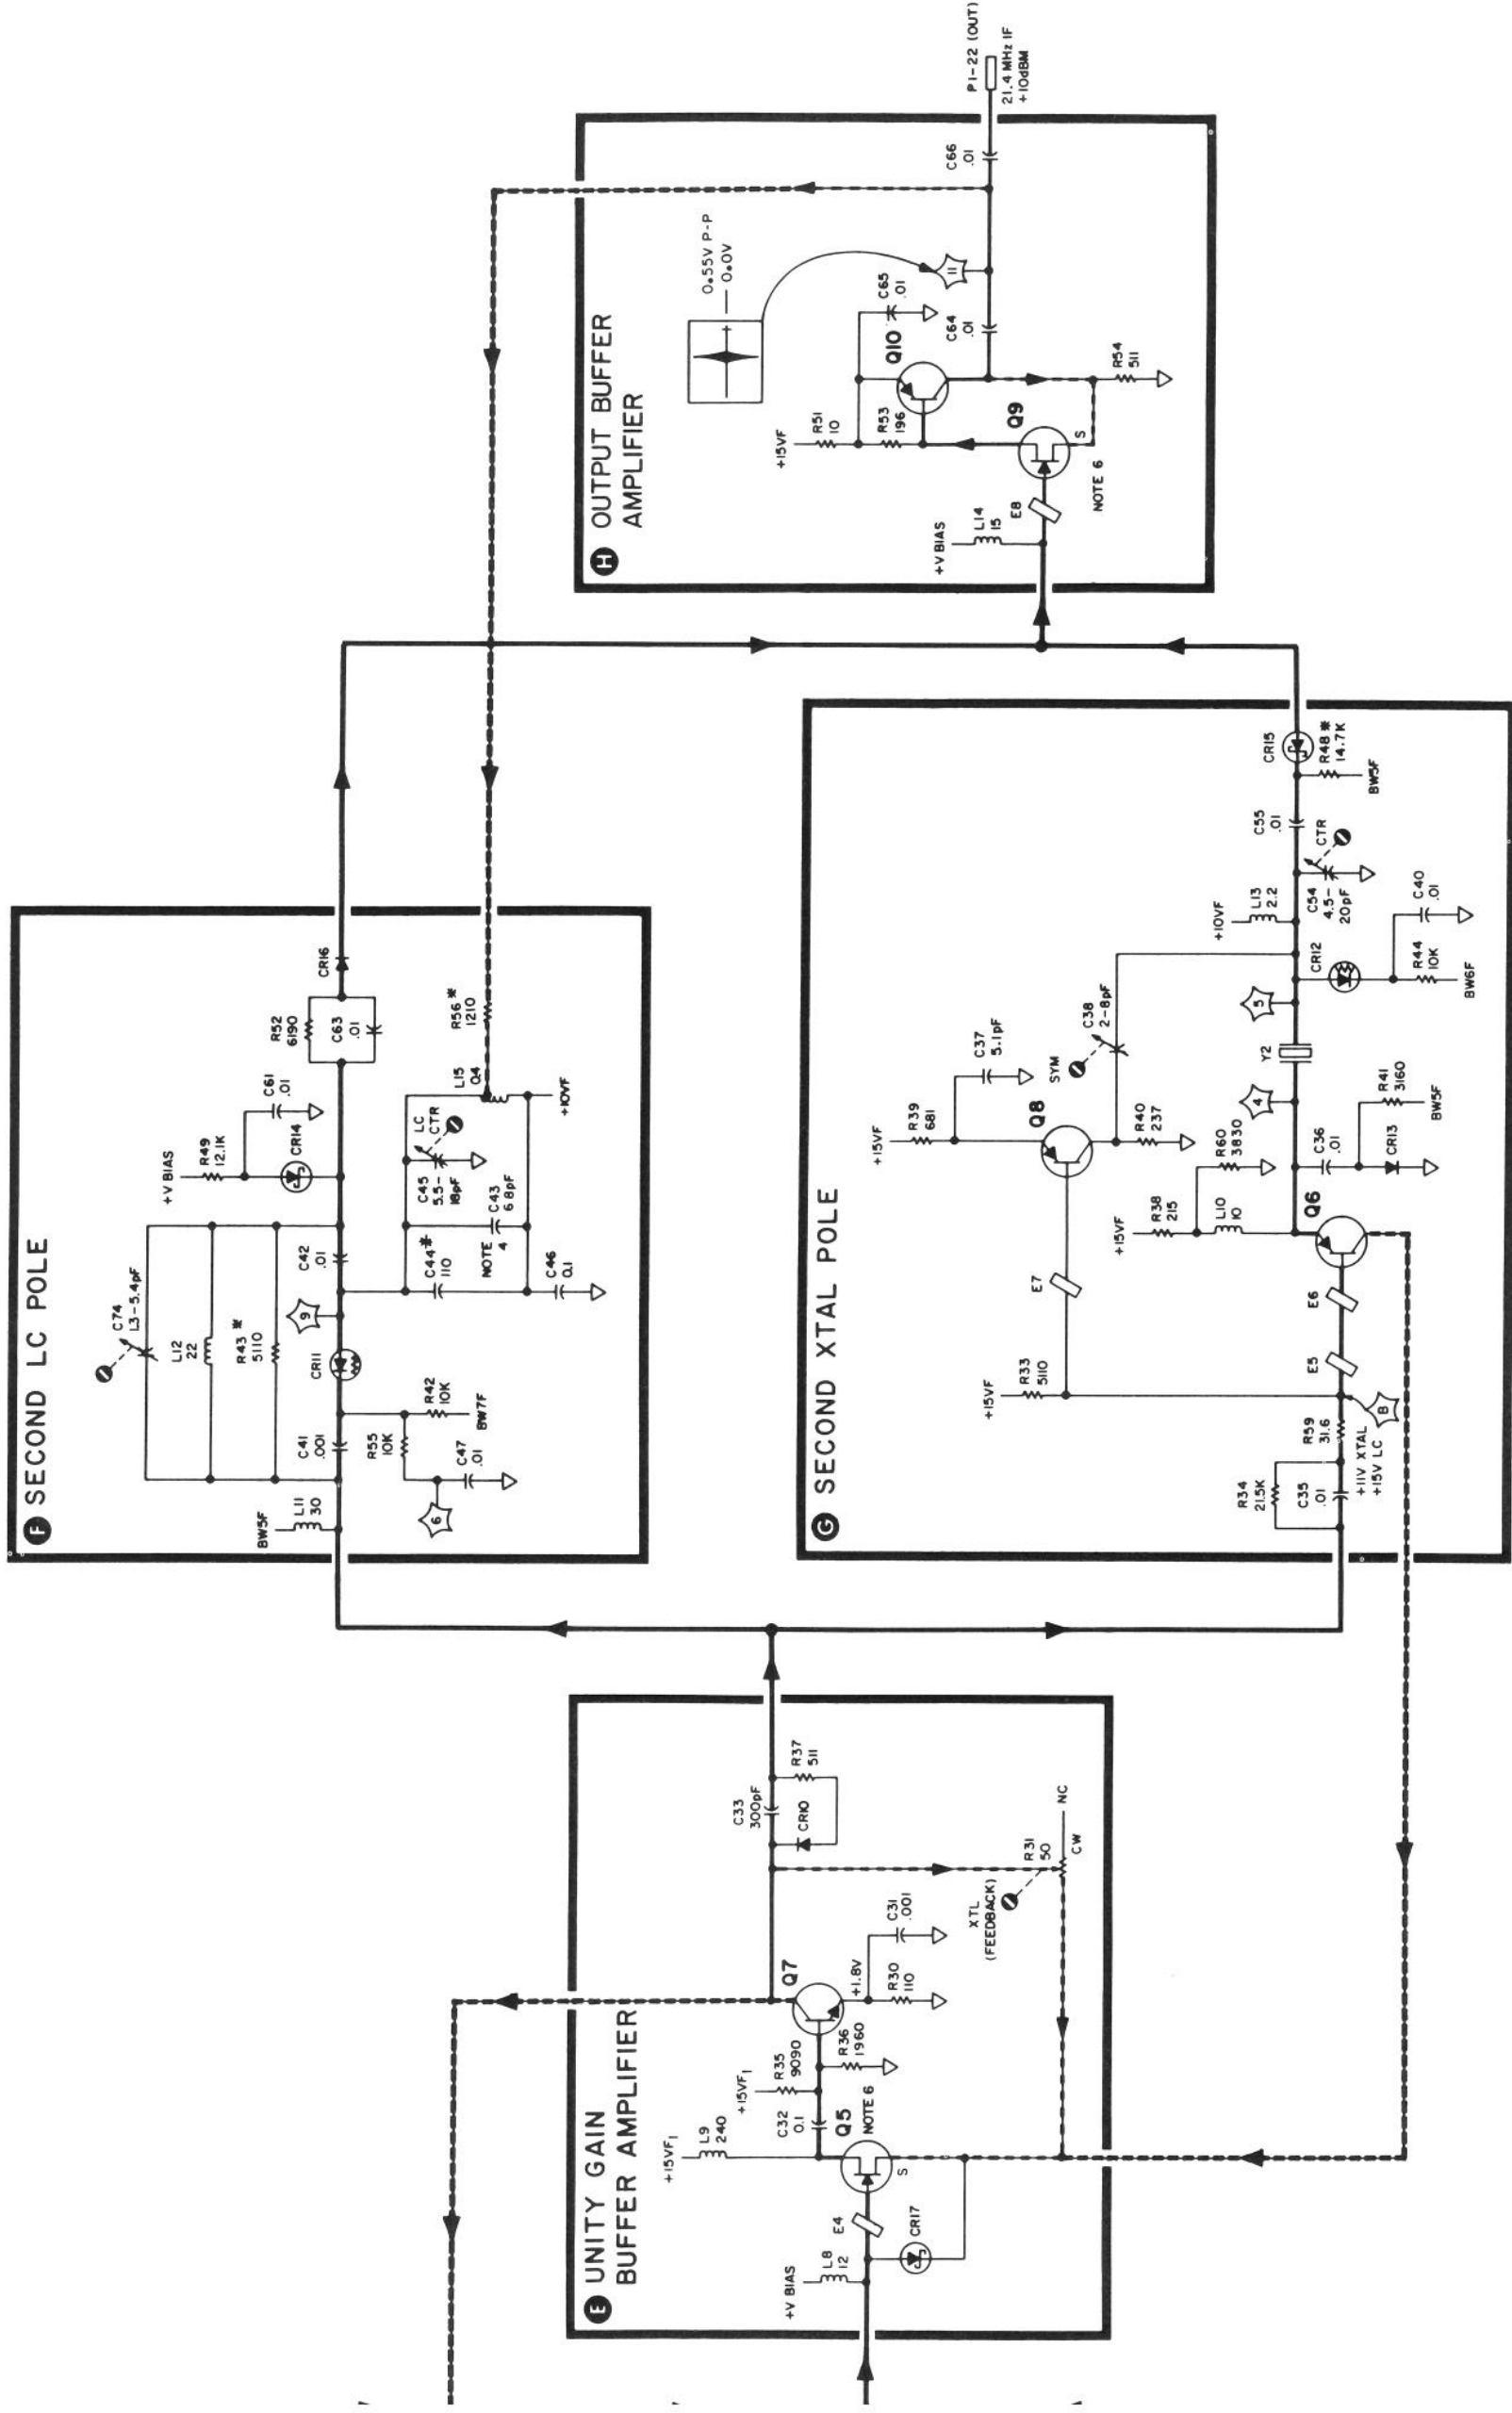 F SECOND LC POLE
C74
1.3-5.4pF
L12
22
R43 *
5110
BW5F
L11
30
C41
.001
R55
10K
R42
10K
BW7F
C47
.01
6
CR11
9
C42
.01
+V BIAS
R49
12.1K
C61
.01
CR14
C44*
110
NOTE
4
C43
68pF
C46
0.1
C45
5.5-
18pF
LC
CTR
L15
0.4
+10VF
R52
6190
C63
.01
CR16
R56 *
1210
H OUTPUT BUFFER
AMPLIFIER
0.55V P-P
0.0V
11
+V BIAS
L14
15
E8
+15VF
R51
10
R53
196
Q10
C65
.01
C64
.01
C66
.01
Q9
S
NOTE 6
R54
511
P1-22 (OUT)
21.4 MHz IF
+10dBM
E UNITY GAIN
BUFFER AMPLIFIER
+V BIAS
L8
12
E4
CR17
+15VF1
L9
240
C32
0.1
Q5
NOTE 6
S
+15VF1
R35
9090
R36
1960
Q7
+1.8V
R30
110
C31
.001
C33
300pF
CR10
R37
511
XTL
(FEEDBACK)
R31
50
NC
CW
G SECOND XTAL POLE
R34
21.5K
C35
.01
R59
31.6
+11V XTAL
+15V LC
8
+15VF
R33
5110
E5
E6
E7
Q6
+15VF
R38
215
L10
10
R60
3830
+15VF
R39
681
C37
5.1pF
Q8
R40
237
SYM
C38
2-8pF
C36
.01
CR13
R41
3160
BW5F
4
Y2
5
CR12
R44
10K
BW6F
C40
.01
+10VF
L13
2.2
C54
4.5-
20pF
CTR
C55
.01
CR15
R48 *
14.7K
BW5F